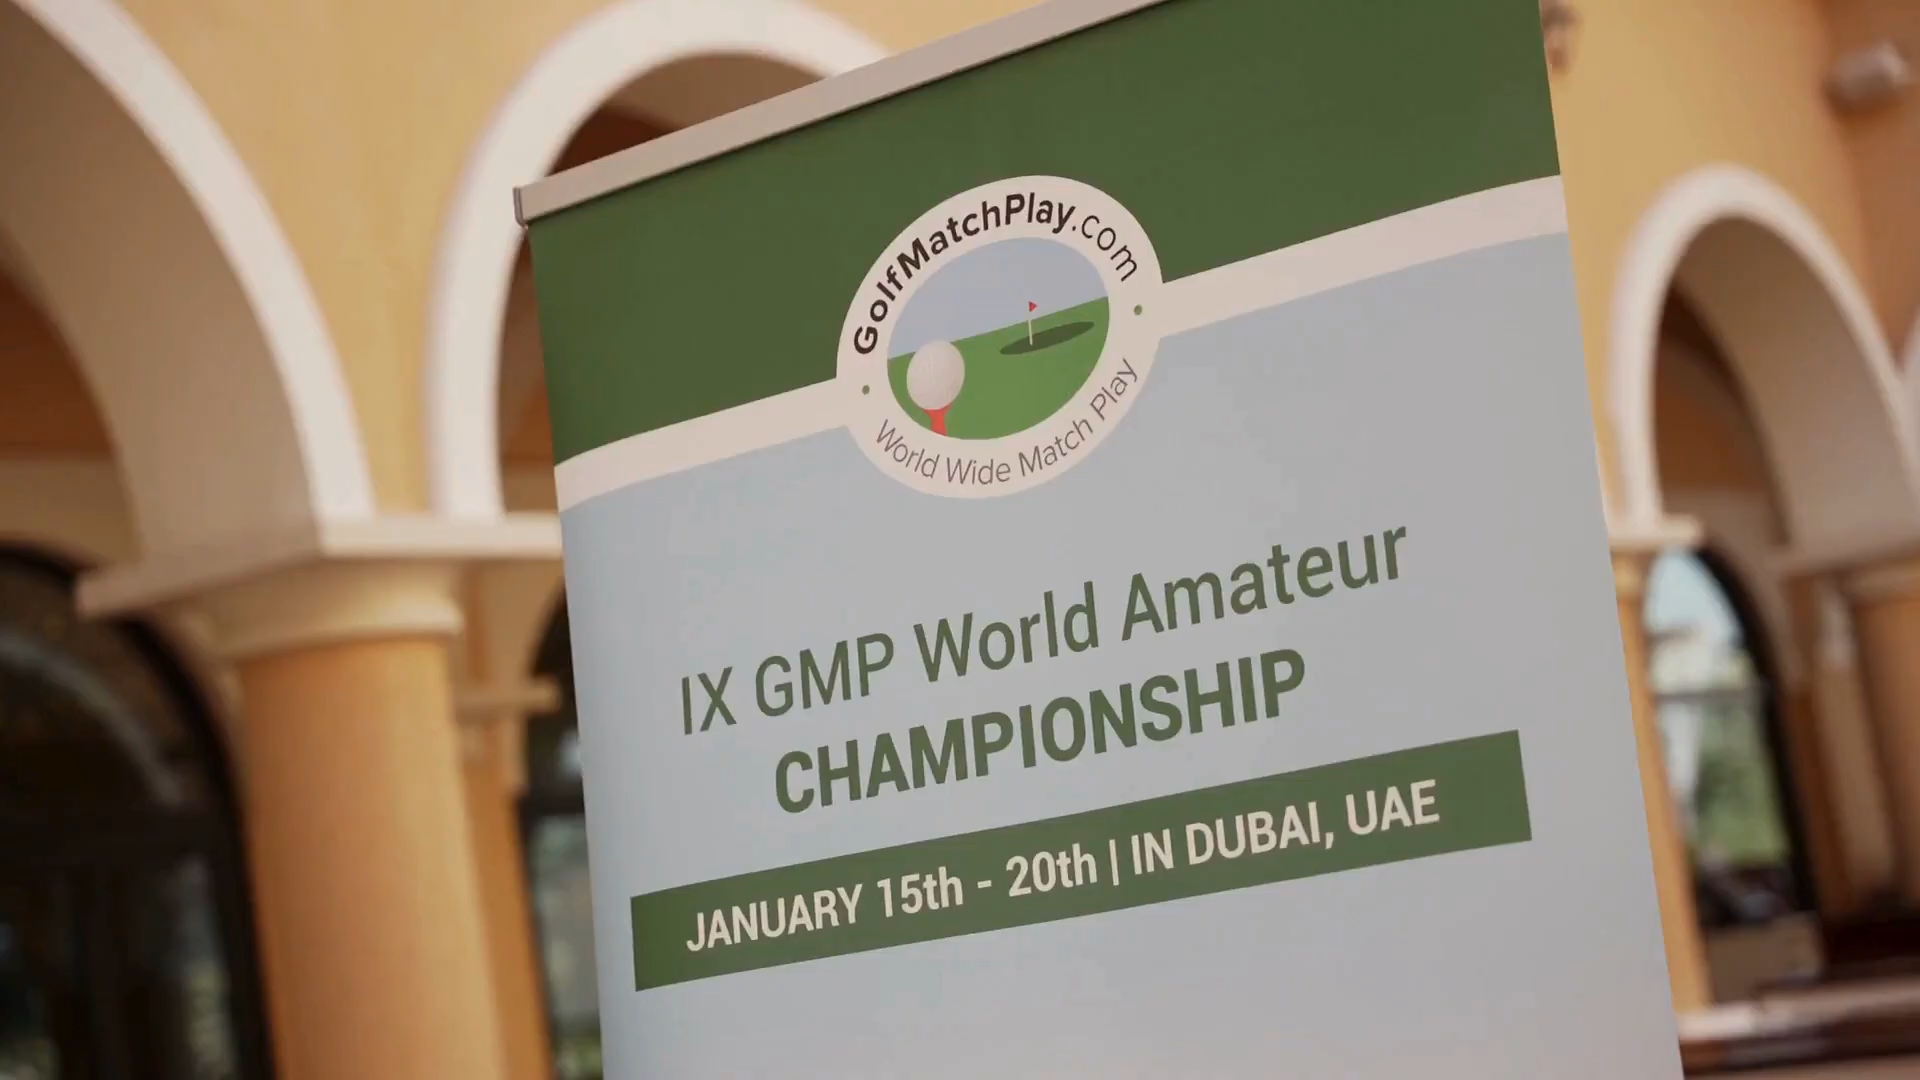 GolfMatchPlay.com
World Wide Match Play
IX GMP World Amateur
CHAMPIONSHIP
JANUARY 15th - 20th | IN DUBAI, UAE